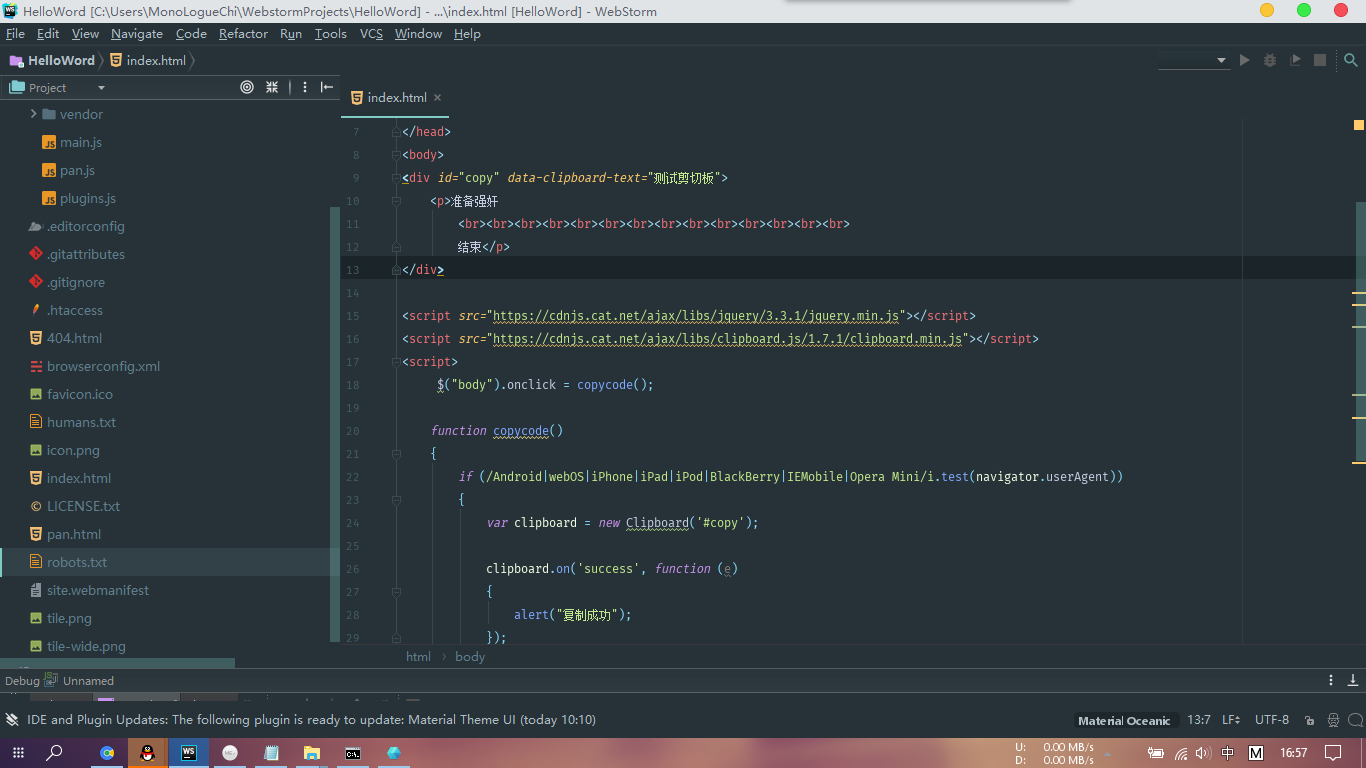 HelloWord [C:\Users\MonoLogueChi\WebstormProjects\HelloWord] - ...\index.html [HelloWord] - WebStorm
File Edit View Navigate Code Refactor Run Tools VCS Window Help
HelloWord index.html
Project
index.html
vendor
main.js
pan.js
plugins.js
.editorconfig
.gitattributes
.gitignore
.htaccess
404.html
browserconfig.xml
favicon.ico
humans.txt
icon.png
index.html
LICENSE.txt
pan.html
robots.txt
site.webmanifest
tile.png
tile-wide.png
7 </head>
8 <body>
9 <div id="copy" data-clipboard-text="测试剪切板">
10 <p>准备强奸
11 <br><br><br><br><br><br><br><br><br><br><br><br><br><br>
12 结束</p>
13 </div>
14
15 <script src="https://cdnjs.cat.net/ajax/libs/jquery/3.3.1/jquery.min.js"></script>
16 <script src="https://cdnjs.cat.net/ajax/libs/clipboard.js/1.7.1/clipboard.min.js"></script>
17 <script>
18 $("body").onclick = copycode();
19
20 function copycode()
21 {
22 if (/Android|webOS|iPhone|iPad|iPod|BlackBerry|IEMobile|Opera Mini/i.test(navigator.userAgent))
23 {
24 var clipboard = new Clipboard('#copy');
25
26 clipboard.on('success', function (e)
27 {
28 alert("复制成功");
29 });
html body
Debug Unnamed
IDE and Plugin Updates: The following plugin is ready to update: Material Theme UI (today 10:10)
Material Oceanic 13:7 LF UTF-8
U: 0.00 MB/s
D: 0.00 MB/s
中 M 16:57